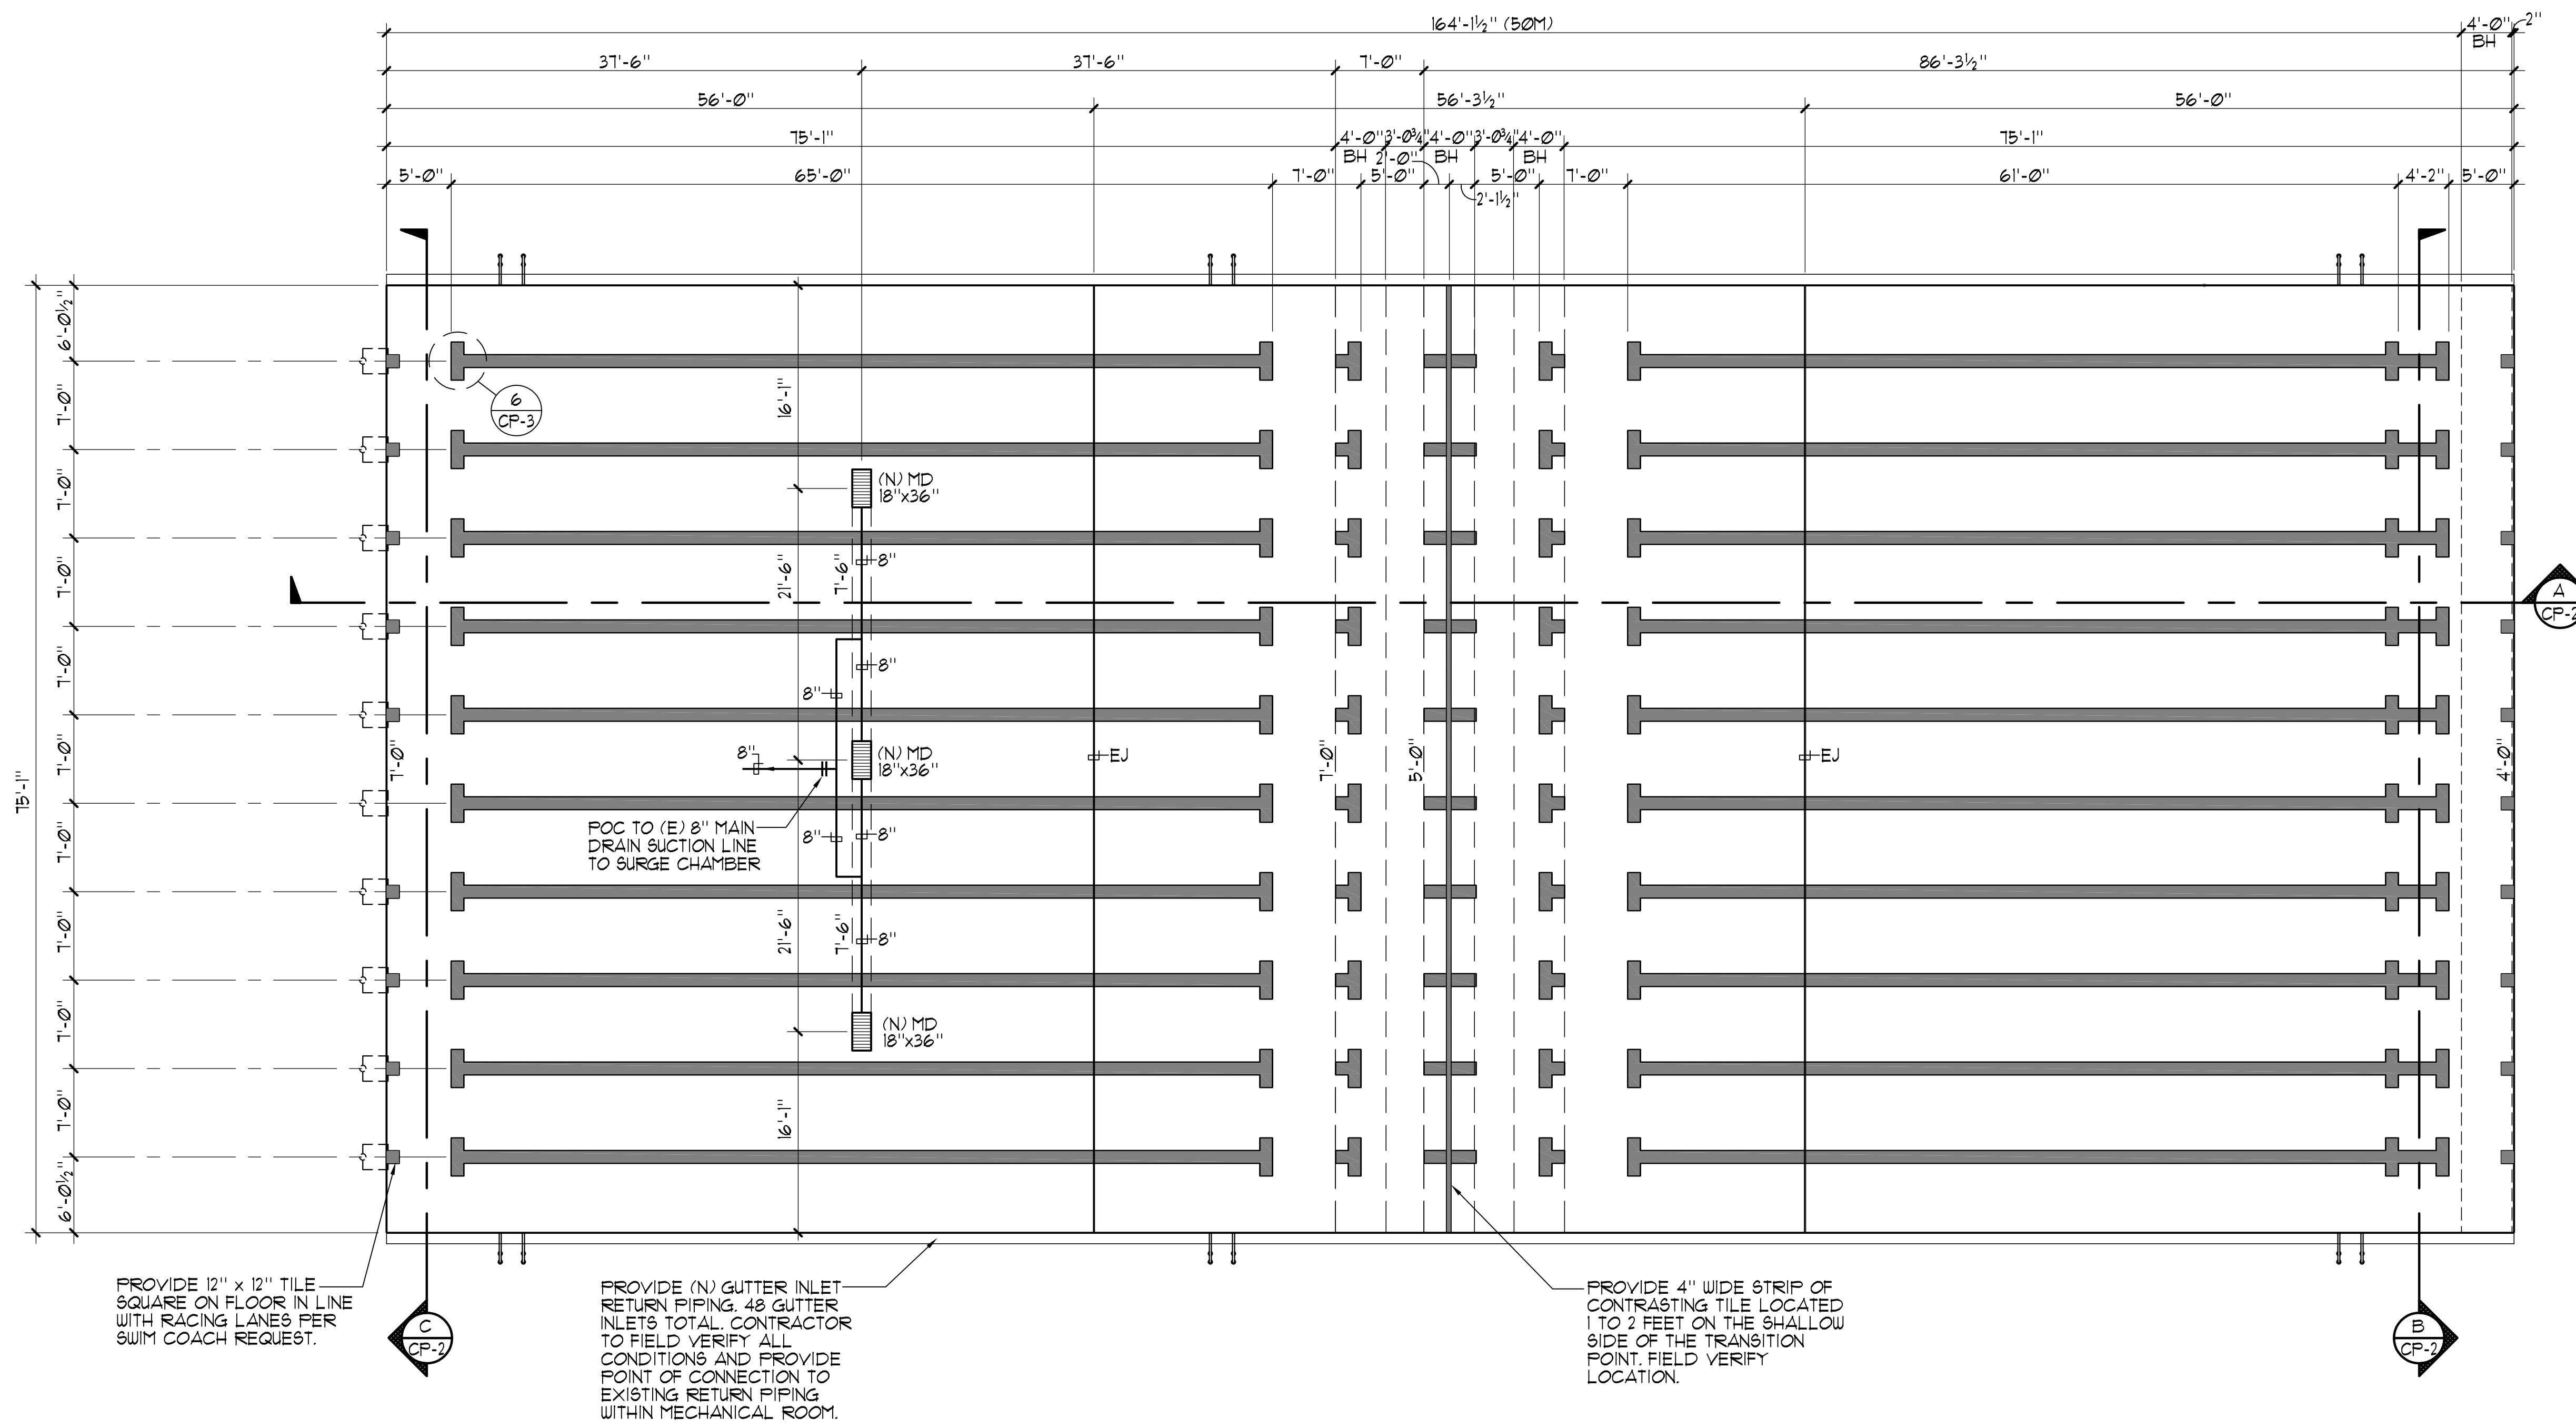 164'-1½" (50M)
4'-0"
2"
BH
37'-6"
37'-6"
7'-0"
86'-3½"
56'-0"
56'-3½"
56'-0"
75'-1"
4'-0"
3'-0¾"
4'-0"
3'-0¾"
4'-0"
75'-1"
BH
2'-0"
BH
BH
5'-0"
65'-0"
7'-0"
5'-0"
5'-0"
7'-0"
61'-0"
4'-2"
5'-0"
2'-1½"
75'-1"
6'-0½"
7'-0"
7'-0"
7'-0"
7'-0"
7'-0"
7'-0"
7'-0"
7'-0"
7'-0"
6'-0½"
6
CP-3
16'-1"
21'-6"
21'-6"
16'-1"
(N) MD
18"x36"
7'-6"
8"
8"
8"
8"
(N) MD
18"x36"
8"
8"
7'-6"
8"
(N) MD
18"x36"
POC TO (E) 8" MAIN
DRAIN SUCTION LINE
TO SURGE CHAMBER
7'-0"
EJ
7'-0"
5'-0"
EJ
4'-0"
A
CP-2
PROVIDE 12" x 12" TILE
SQUARE ON FLOOR IN LINE
WITH RACING LANES PER
SWIM COACH REQUEST.
C
CP-2
PROVIDE (N) GUTTER INLET
RETURN PIPING. 48 GUTTER
INLETS TOTAL. CONTRACTOR
TO FIELD VERIFY ALL
CONDITIONS AND PROVIDE
POINT OF CONNECTION TO
EXISTING RETURN PIPING
WITHIN MECHANICAL ROOM.
PROVIDE 4" WIDE STRIP OF
CONTRASTING TILE LOCATED
1 TO 2 FEET ON THE SHALLOW
SIDE OF THE TRANSITION
POINT. FIELD VERIFY
LOCATION.
B
CP-2